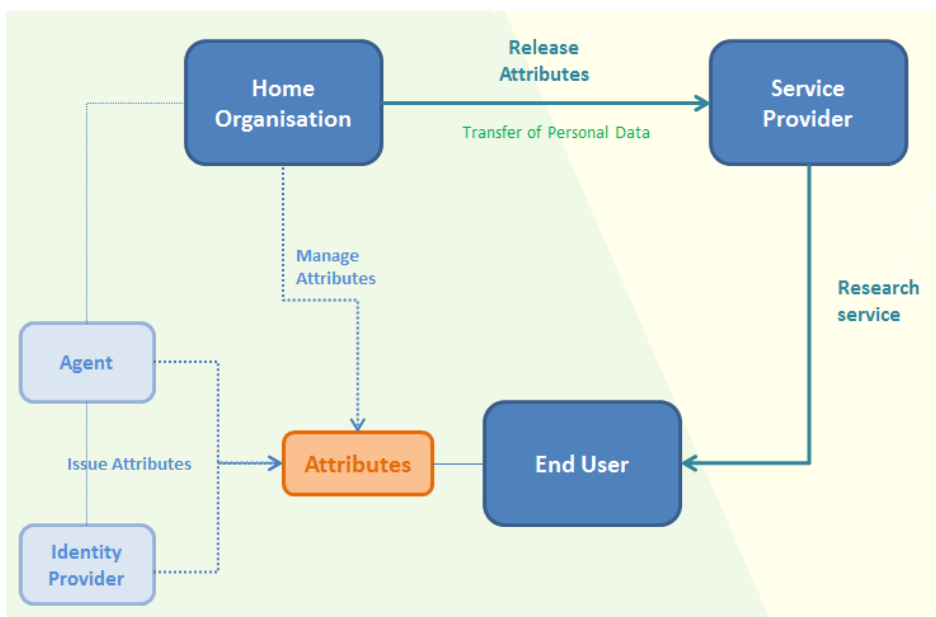 Home
Organisation
Release
Attributes
Transfer of Personal Data
Service
Provider
Manage
Attributes
Research
service
Agent
Issue Attributes
Attributes
End User
Identity
Provider